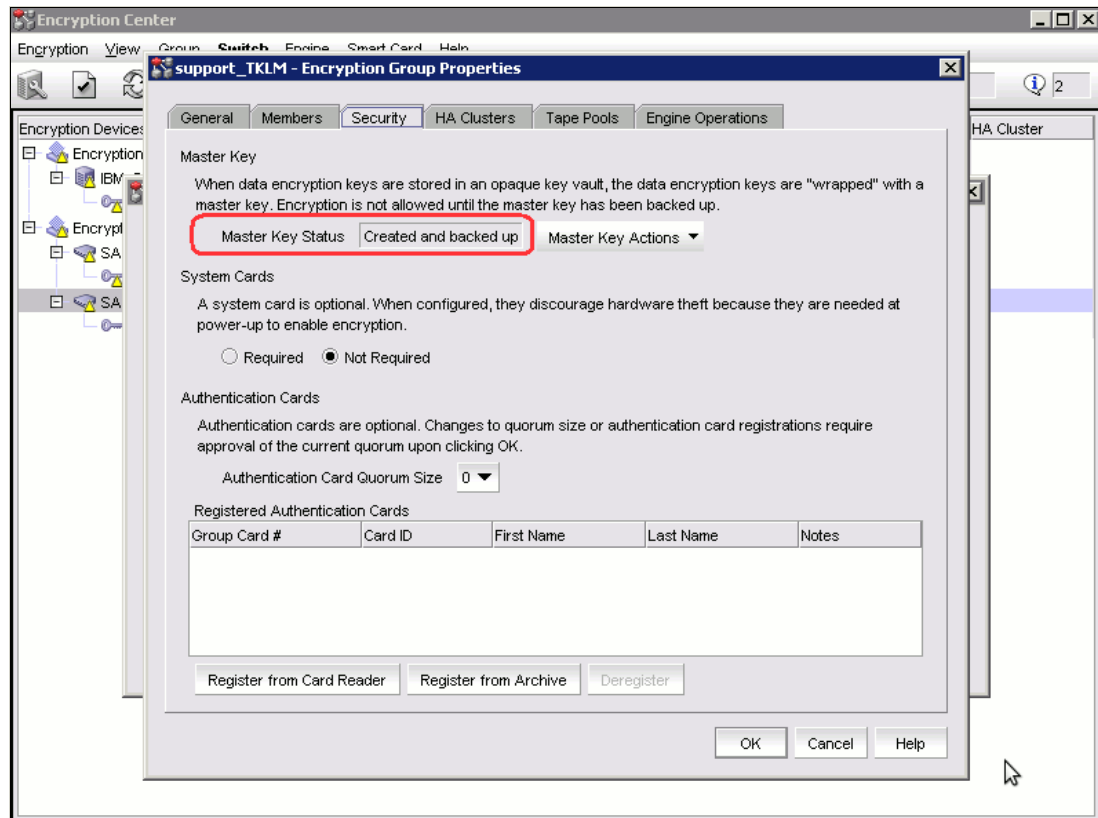 Encryption Center
Encryption View Group Switch Engine Smart Card Help
support_TKLM - Encryption Group Properties
2
General Members Security HA Clusters Tape Pools Engine Operations
Encryption Devices
HA Cluster
Encryption
IBM
Encrypt
SA
SA
Master Key
When data encryption keys are stored in an opaque key vault, the data encryption keys are "wrapped" with a
master key. Encryption is not allowed until the master key has been backed up.
Master Key Status Created and backed up Master Key Actions
System Cards
A system card is optional. When configured, they discourage hardware theft because they are needed at
power-up to enable encryption.
Required Not Required
Authentication Cards
Authentication cards are optional. Changes to quorum size or authentication card registrations require
approval of the current quorum upon clicking OK.
Authentication Card Quorum Size 0
Registered Authentication Cards
Group Card # Card ID First Name Last Name Notes
Register from Card Reader Register from Archive Deregister
OK Cancel Help